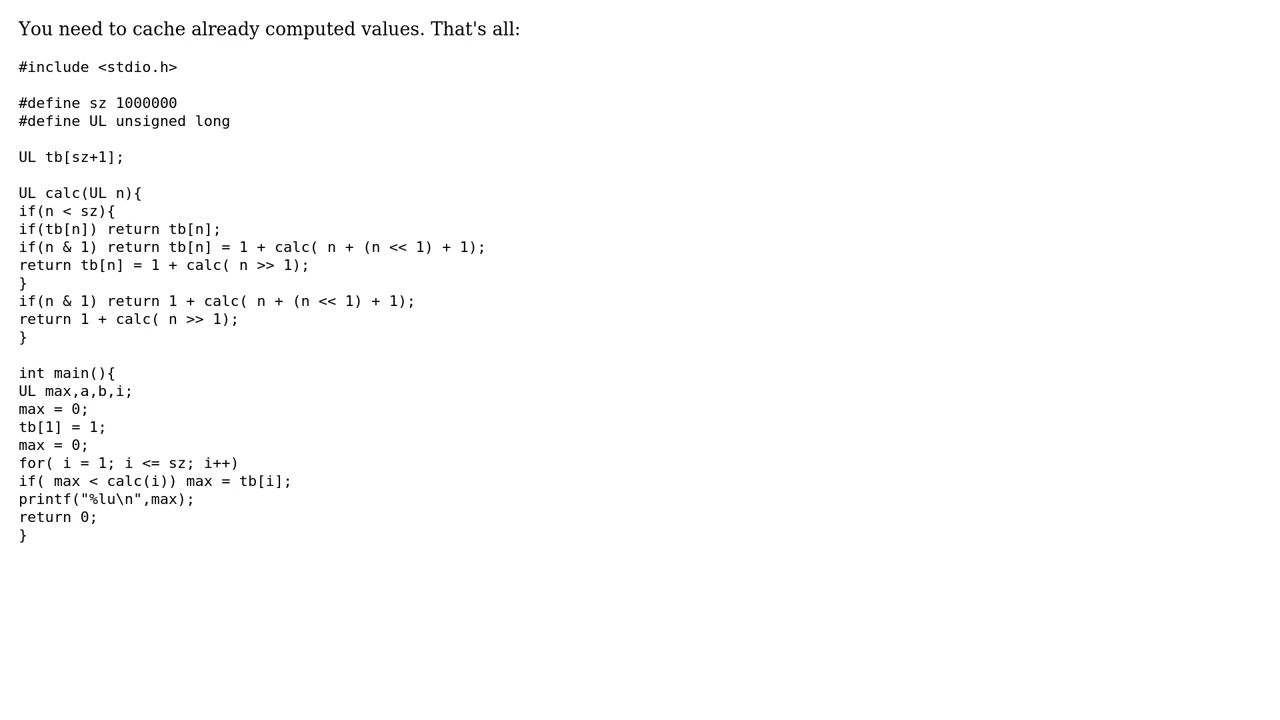 You need to cache already computed values. That's all:
#include <stdio.h>
#define sz 1000000
#define UL unsigned long
UL tb[sz+1];
UL calc(UL n){
if(n < sz){
if(tb[n]) return tb[n];
if(n & 1) return tb[n] = 1 + calc( n + (n << 1) + 1);
return tb[n] = 1 + calc( n >> 1);
}
if(n & 1) return 1 + calc( n + (n << 1) + 1);
return 1 + calc( n >> 1);
}
int main(){
UL max,a,b,i;
max = 0;
tb[1] = 1;
max = 0;
for( i = 1; i <= sz; i++)
if( max < calc(i)) max = tb[i];
printf("%lu\n",max);
return 0;
}